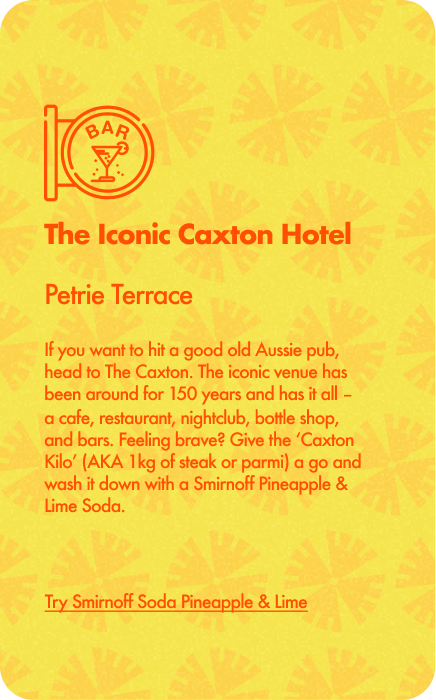 BAR
The Iconic Caxton Hotel
Petrie Terrace
If you want to hit a good old Aussie pub,
head to The Caxton. The iconic venue has
been around for 150 years and has it all –
a cafe, restaurant, nightclub, bottle shop,
and bars. Feeling brave? Give the ‘Caxton
Kilo’ (AKA 1kg of steak or parmi) a go and
wash it down with a Smirnoff Pineapple &
Lime Soda.
Try Smirnoff Soda Pineapple & Lime